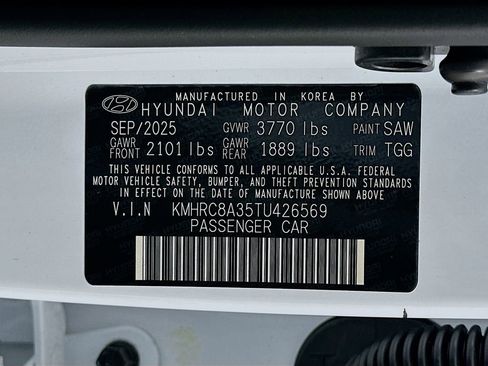 MANUFACTURED IN KOREA BY
HYUNDAI MOTOR COMPANY
SEP/2025 GVWR 3770 lbs PAINT SAW
GAWR FRONT 2101 lbs GAWR REAR 1889 lbs TRIM TGG
THIS VEHICLE CONFORMS TO ALL APPLICABLE U.S.A. FEDERAL
MOTOR VEHICLE SAFETY, BUMPER, AND THEFT PREVENTION STANDARDS
IN EFFECT ON THE DATE OF MANUFACTURE SHOWN ABOVE.
V.I.N KMHRC8A35TU426569
PASSENGER CAR